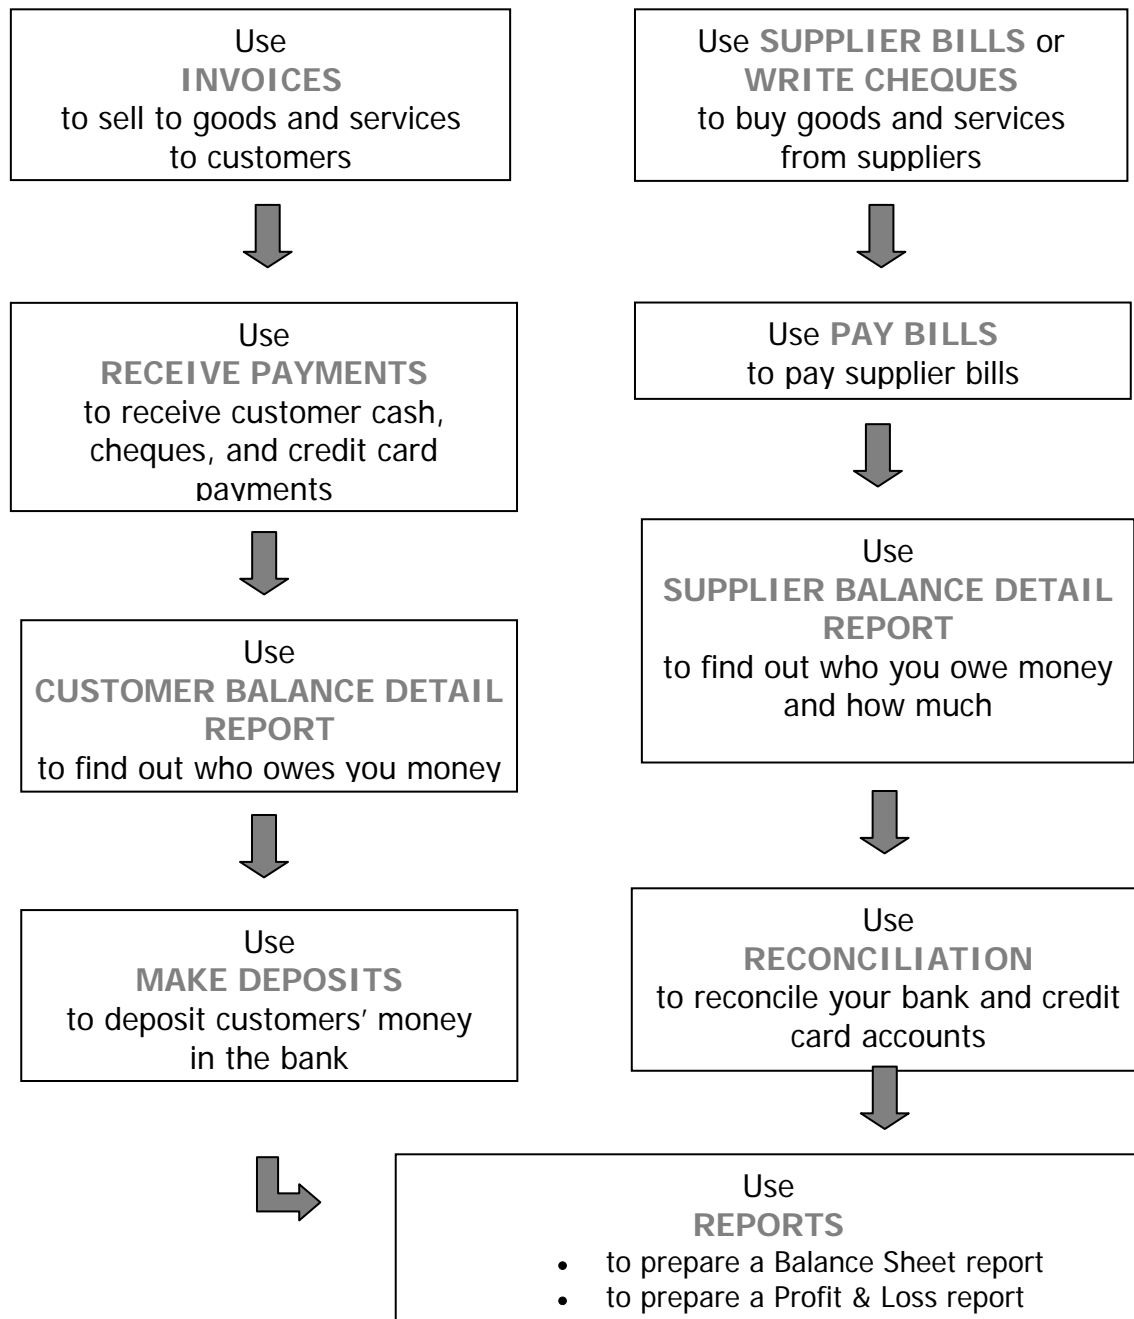 Use
INVOICES
to sell to goods and services
to customers
Use
RECEIVE PAYMENTS
to receive customer cash,
cheques, and credit card
payments
Use
CUSTOMER BALANCE DETAIL
REPORT
to find out who owes you money
Use
MAKE DEPOSITS
to deposit customers' money
in the bank
Use SUPPLIER BILLS or
WRITE CHEQUES
to buy goods and services
from suppliers
Use PAY BILLS
to pay supplier bills
Use
SUPPLIER BALANCE DETAIL
REPORT
to find out who you owe money
and how much
Use
RECONCILIATION
to reconcile your bank and credit
card accounts
Use
REPORTS
• to prepare a Balance Sheet report
• to prepare a Profit & Loss report